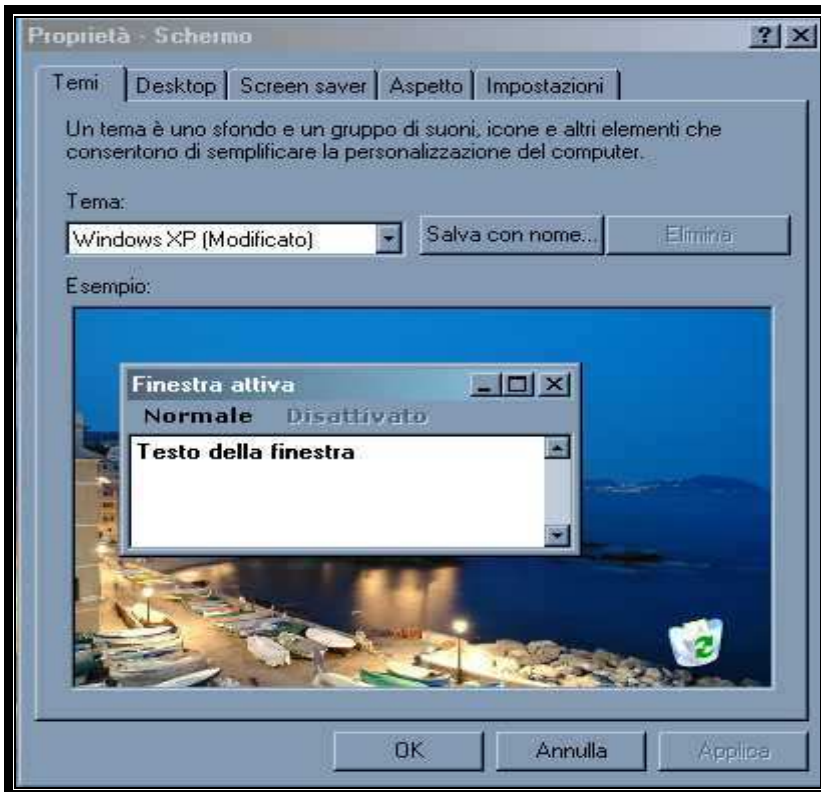 Proprietà - Schermo
Temi Desktop Screen saver Aspetto Impostazioni
Un tema è uno sfondo e un gruppo di suoni, icone e altri elementi che
consentono di semplificare la personalizzazione del computer.
Tema:
Windows XP (Modificato) Salva con nome... Elimina
Esempio:
Finestra attiva
Normale Disattivato
Testo della finestra
OK Annulla Applica